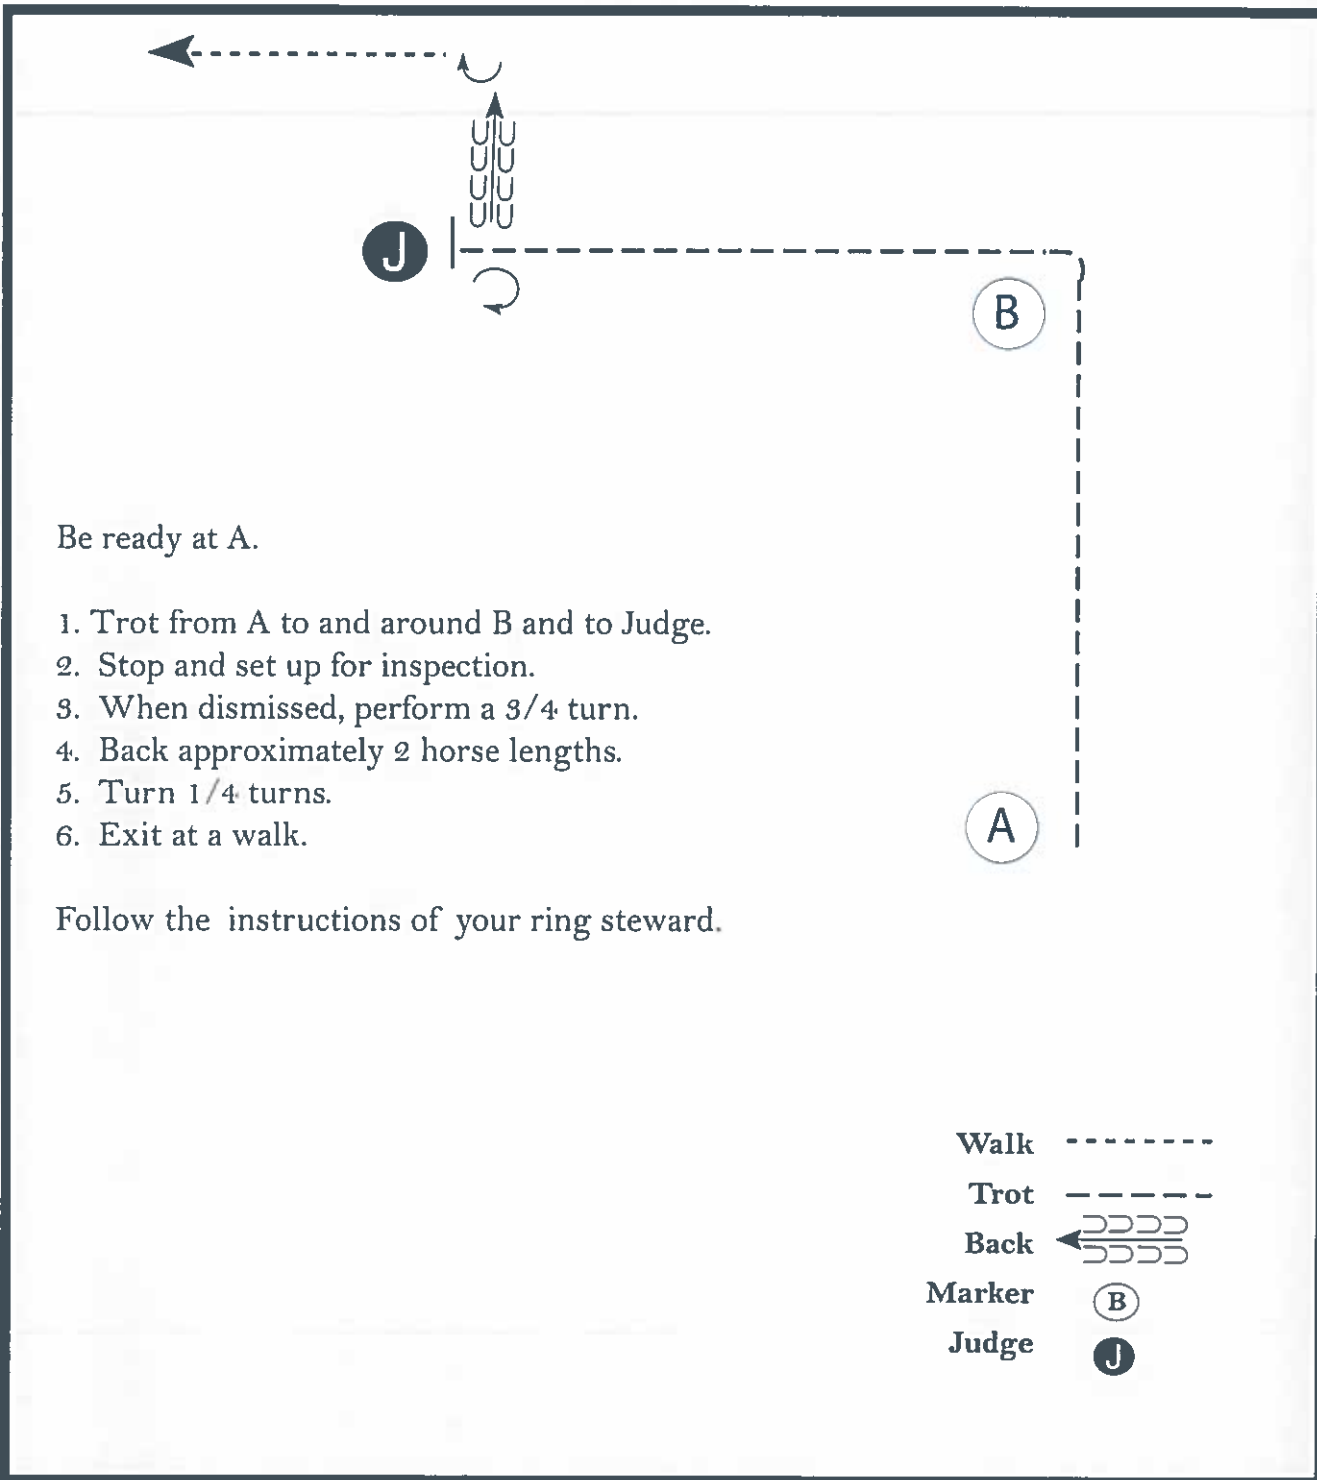 J
B
Be ready at A.
1. Trot from A to and around B and to Judge.
2. Stop and set up for inspection.
3. When dismissed, perform a 3/4 turn.
4. Back approximately 2 horse lengths.
5. Turn 1/4 turns.
6. Exit at a walk.
A
Follow the instructions of your ring steward.
Walk
Trot
Back
Marker B
Judge J